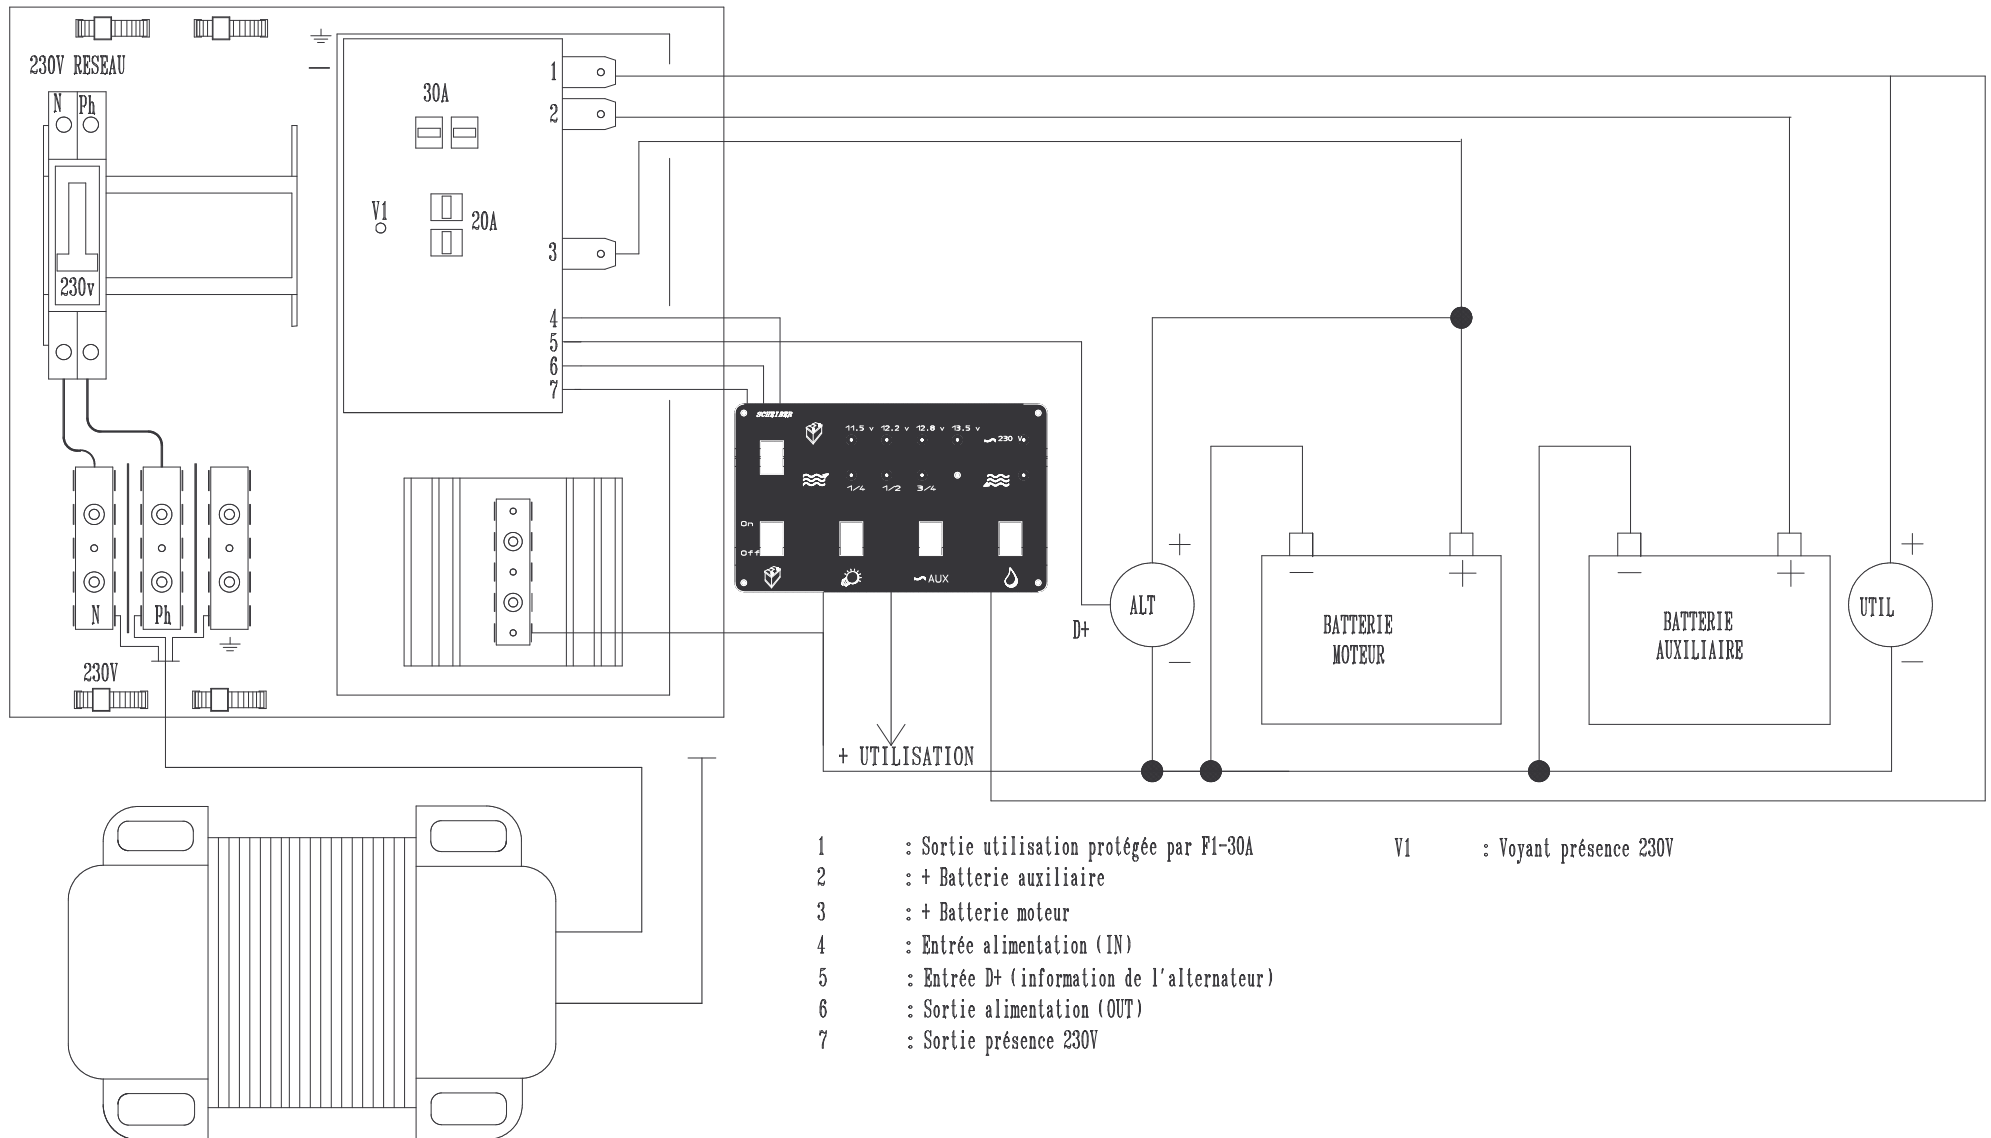 230V RESEAU
N Ph
230v
N Ph
230V
30A
V1
20A
1
2
3
4
5
6
7
SCHEIBER
11.5 v 12.2 v 12.8 v 13.5 v
230 V
1/4 1/2 3/4
On
Off
AUX
+ UTILISATION
D+
ALT
+
−
BATTERIE
MOTEUR
− +
BATTERIE
AUXILIAIRE
− +
UTIL
+
−
1 : Sortie utilisation protégée par F1-30A
2 : + Batterie auxiliaire
3 : + Batterie moteur
4 : Entrée alimentation (IN)
5 : Entrée D+ (information de l'alternateur)
6 : Sortie alimentation (OUT)
7 : Sortie présence 230V
V1 : Voyant présence 230V